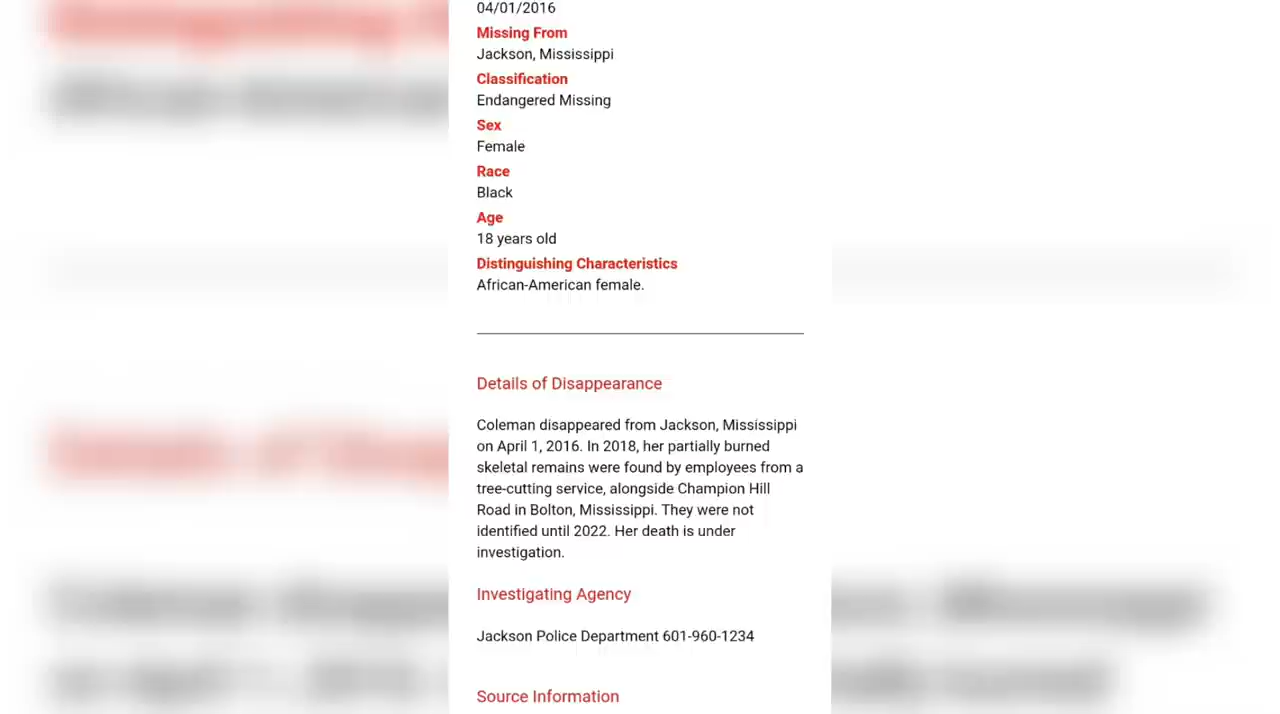 04/01/2016
Missing From
Jackson, Mississippi
Classification
Endangered Missing
Sex
Female
Race
Black
Age
18 years old
Distinguishing Characteristics
African-American female.
Details of Disappearance
Coleman disappeared from Jackson, Mississippi
on April 1, 2016. In 2018, her partially burned
skeletal remains were found by employees from a
tree-cutting service, alongside Champion Hill
Road in Bolton, Mississippi. They were not
identified until 2022. Her death is under
investigation.
Investigating Agency
Jackson Police Department 601-960-1234
Source Information